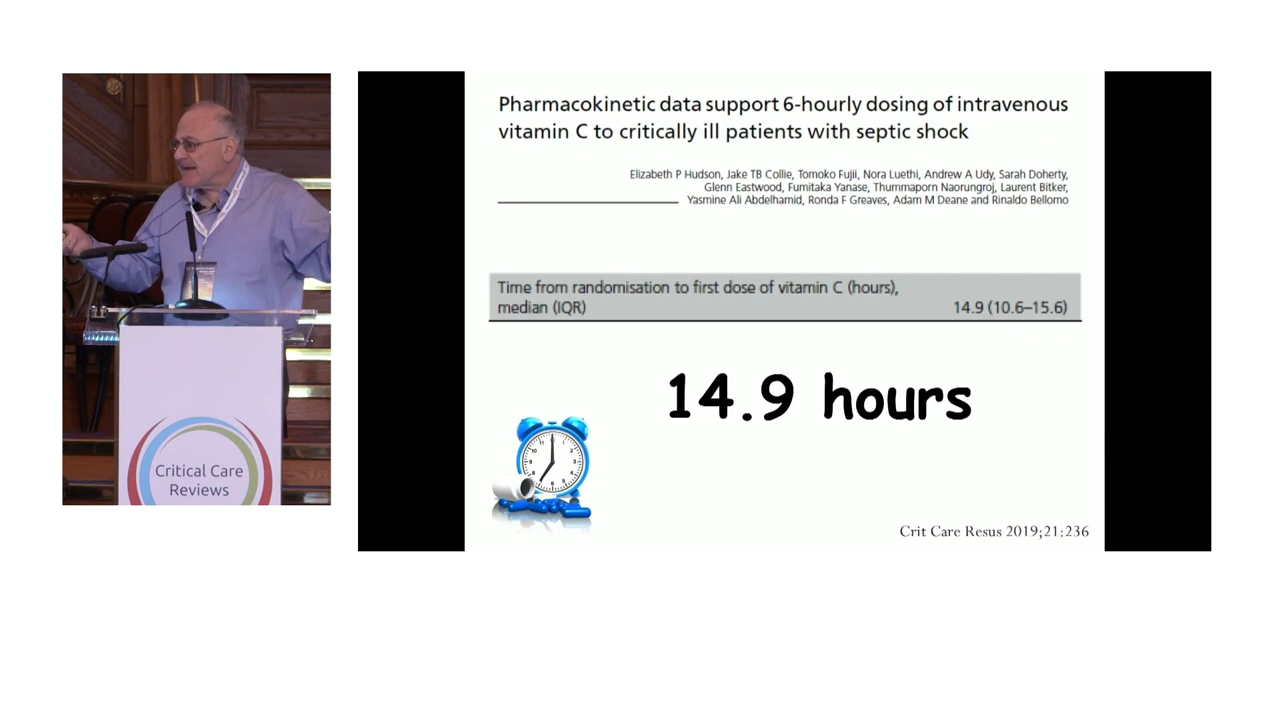 Pharmacokinetic data support 6-hourly dosing of intravenous
vitamin C to critically ill patients with septic shock
Elizabeth P Hudson, Jake TB Collie, Tomoko Fujii, Nora Luethi, Andrew A Udy, Sarah Doherty,
Glenn Eastwood, Fumitaka Yanase, Thummaporn Naorungroj, Laurent Bitker,
Yasmine Ali Abdelhamid, Ronda F Greaves, Adam M Deane and Rinaldo Bellomo
Time from randomisation to first dose of vitamin C (hours),
median (IQR) 14.9 (10.6–15.6)
14.9 hours
Crit Care Resus 2019;21:236
Critical Care
Reviews